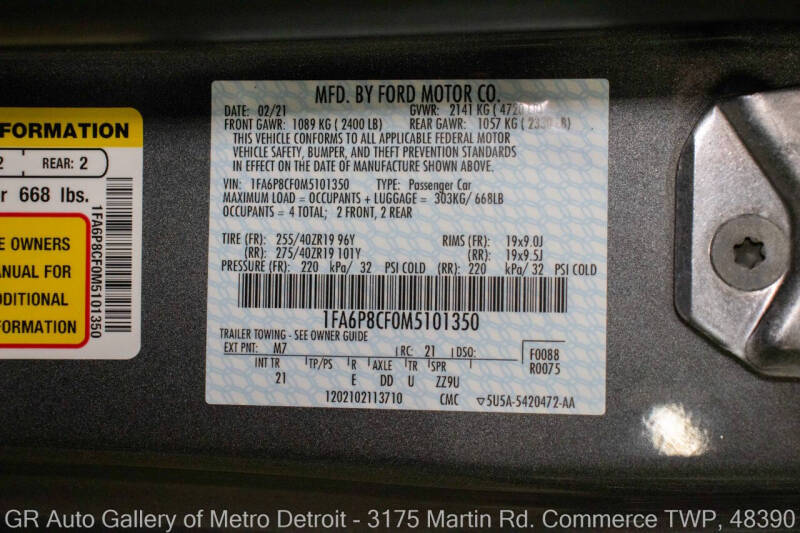 FORMATION
2 REAR: 2
r 668 lbs.
E OWNERS
ANUAL FOR
DDITIONAL
FORMATION
1FA6P8CF0M5101350
MFD. BY FORD MOTOR CO.
DATE: 02/21 GVWR: 2141 KG ( 4720 LB)
FRONT GAWR: 1089 KG ( 2400 LB) REAR GAWR: 1057 KG ( 2330 LB)
THIS VEHICLE CONFORMS TO ALL APPLICABLE FEDERAL MOTOR
VEHICLE SAFETY, BUMPER, AND THEFT PREVENTION STANDARDS
IN EFFECT ON THE DATE OF MANUFACTURE SHOWN ABOVE.
VIN: 1FA6P8CF0M5101350 TYPE: Passenger Car
MAXIMUM LOAD = OCCUPANTS + LUGGAGE = 303KG/ 668LB
OCCUPANTS = 4 TOTAL; 2 FRONT, 2 REAR
TIRE (FR): 255/40ZR19 96Y RIMS (FR): 19x9.0J
(RR): 275/40ZR19 101Y (RR): 19x9.5J
PRESSURE (FR): 220 kPa/ 32 PSI COLD (RR): 220 kPa/ 32 PSI COLD
1FA6P8CF0M5101350
TRAILER TOWING - SEE OWNER GUIDE
EXT PNT: M7 RC: 21 DSO: F0088
R0075
INT TR TP/PS R AXLE TR SPR
21 E DD U ZZ9U
1202102113710 CMC ▽5U5A-5420472-AA
GR Auto Gallery of Metro Detroit - 3175 Martin Rd. Commerce TWP, 48390